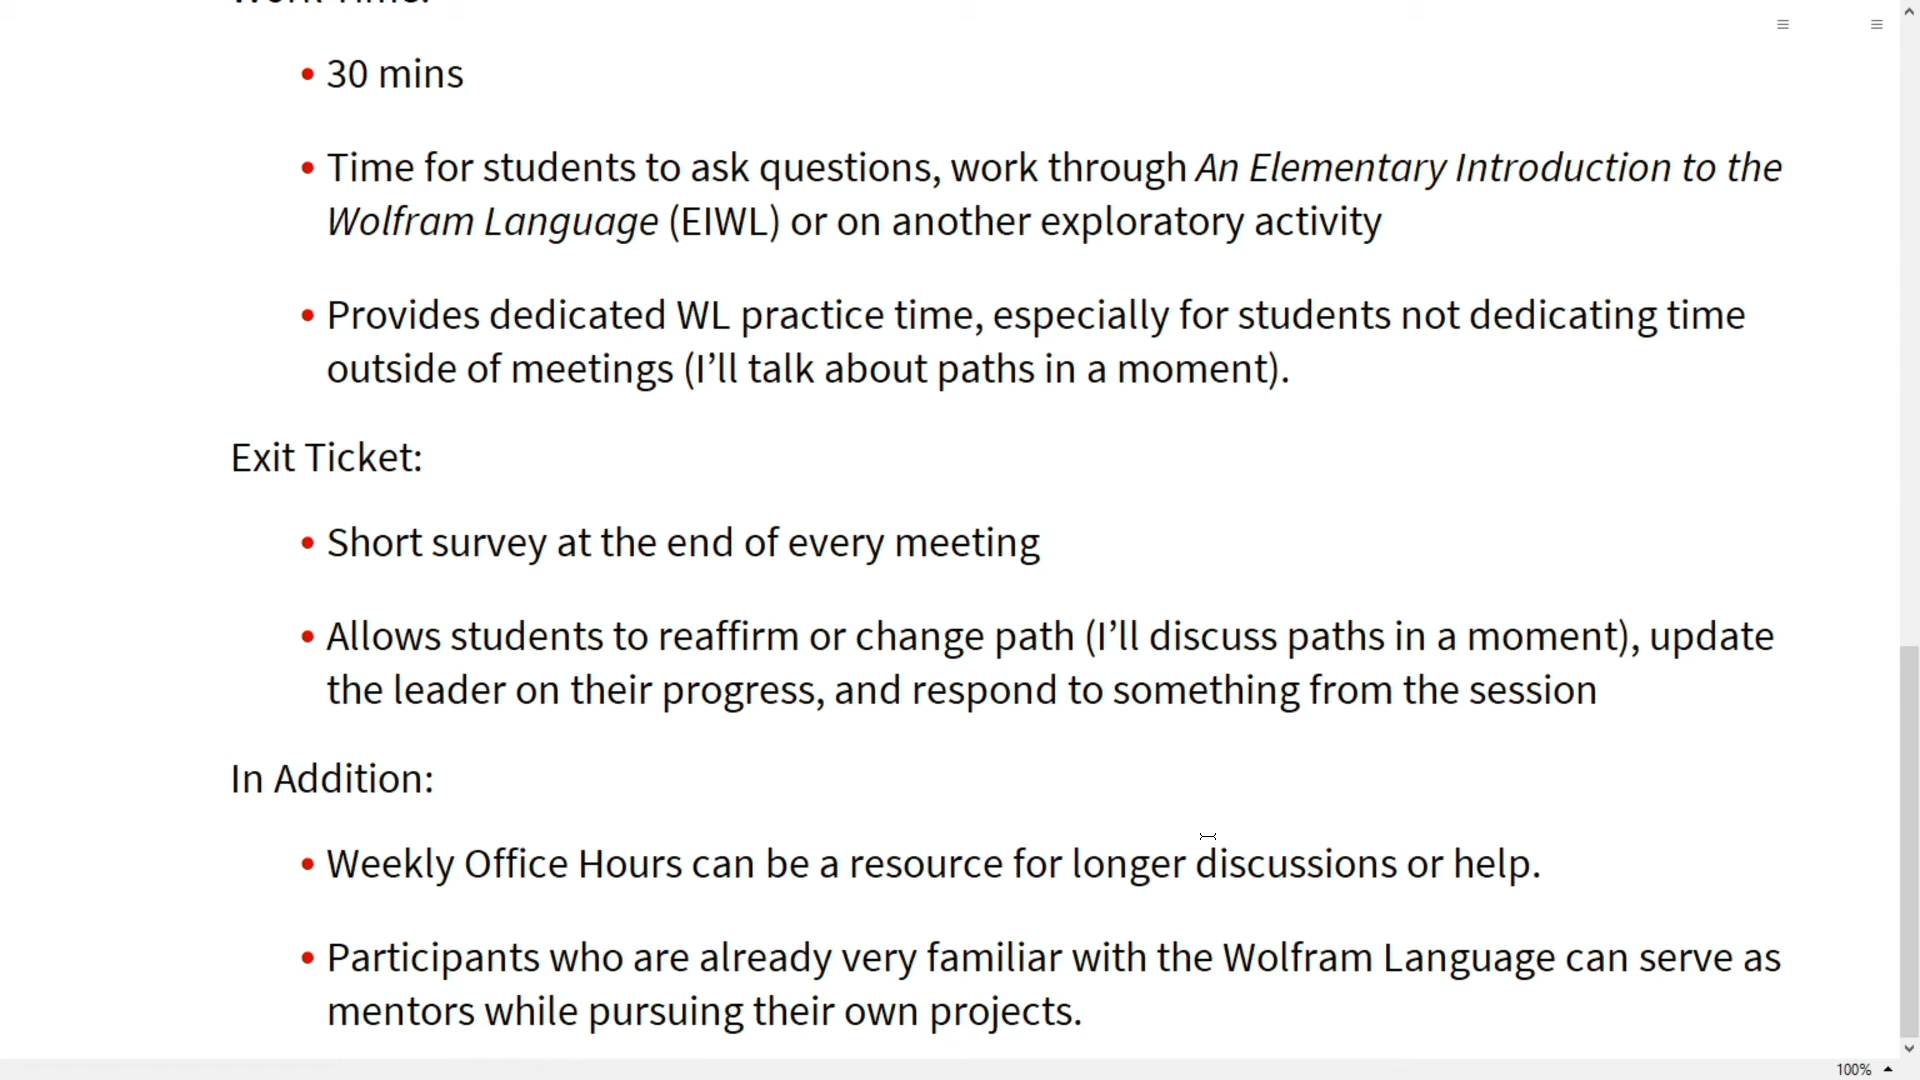 Work Time:
• 30 mins
• Time for students to ask questions, work through An Elementary Introduction to the
Wolfram Language (EIWL) or on another exploratory activity
• Provides dedicated WL practice time, especially for students not dedicating time
outside of meetings (I’ll talk about paths in a moment).
Exit Ticket:
• Short survey at the end of every meeting
• Allows students to reaffirm or change path (I’ll discuss paths in a moment), update
the leader on their progress, and respond to something from the session
In Addition:
• Weekly Office Hours can be a resource for longer discussions or help.
• Participants who are already very familiar with the Wolfram Language can serve as
mentors while pursuing their own projects.
100%